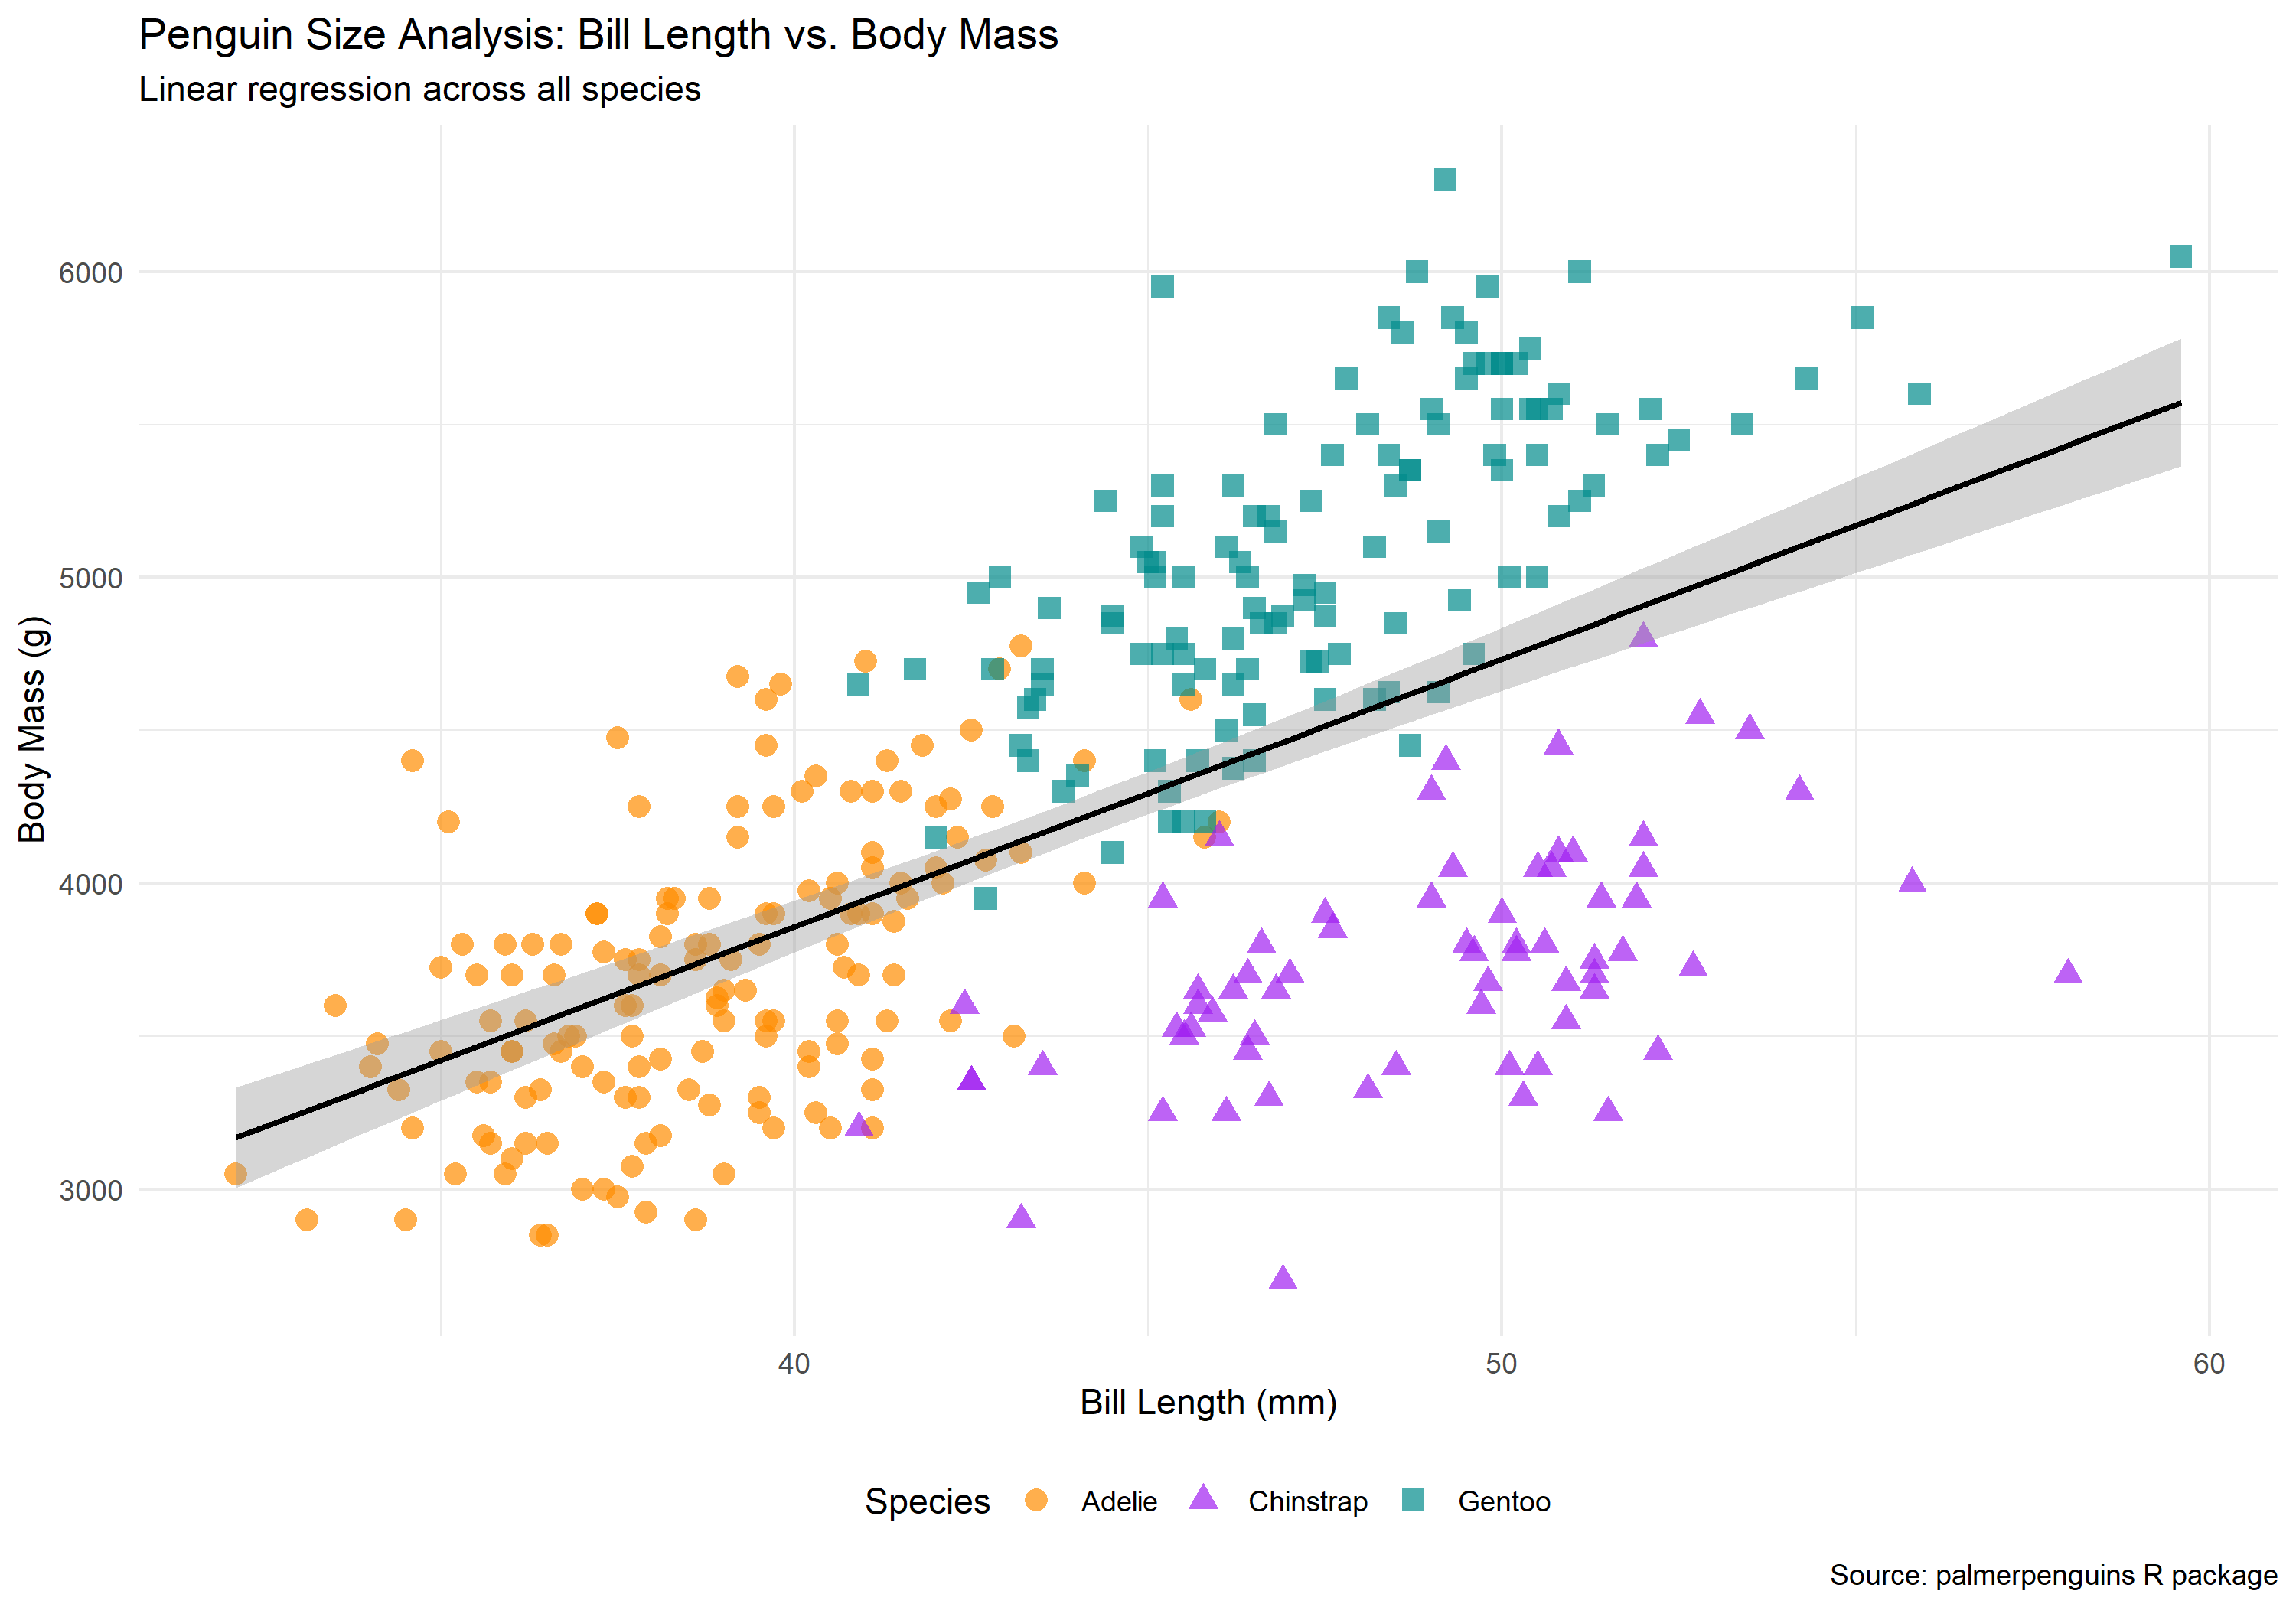 Penguin Size Analysis: Bill Length vs. Body Mass
Linear regression across all species
6000
5000
4000
3000
Body Mass (g)
40 50 60
Bill Length (mm)
Species Adelie Chinstrap Gentoo
Source: palmerpenguins R package